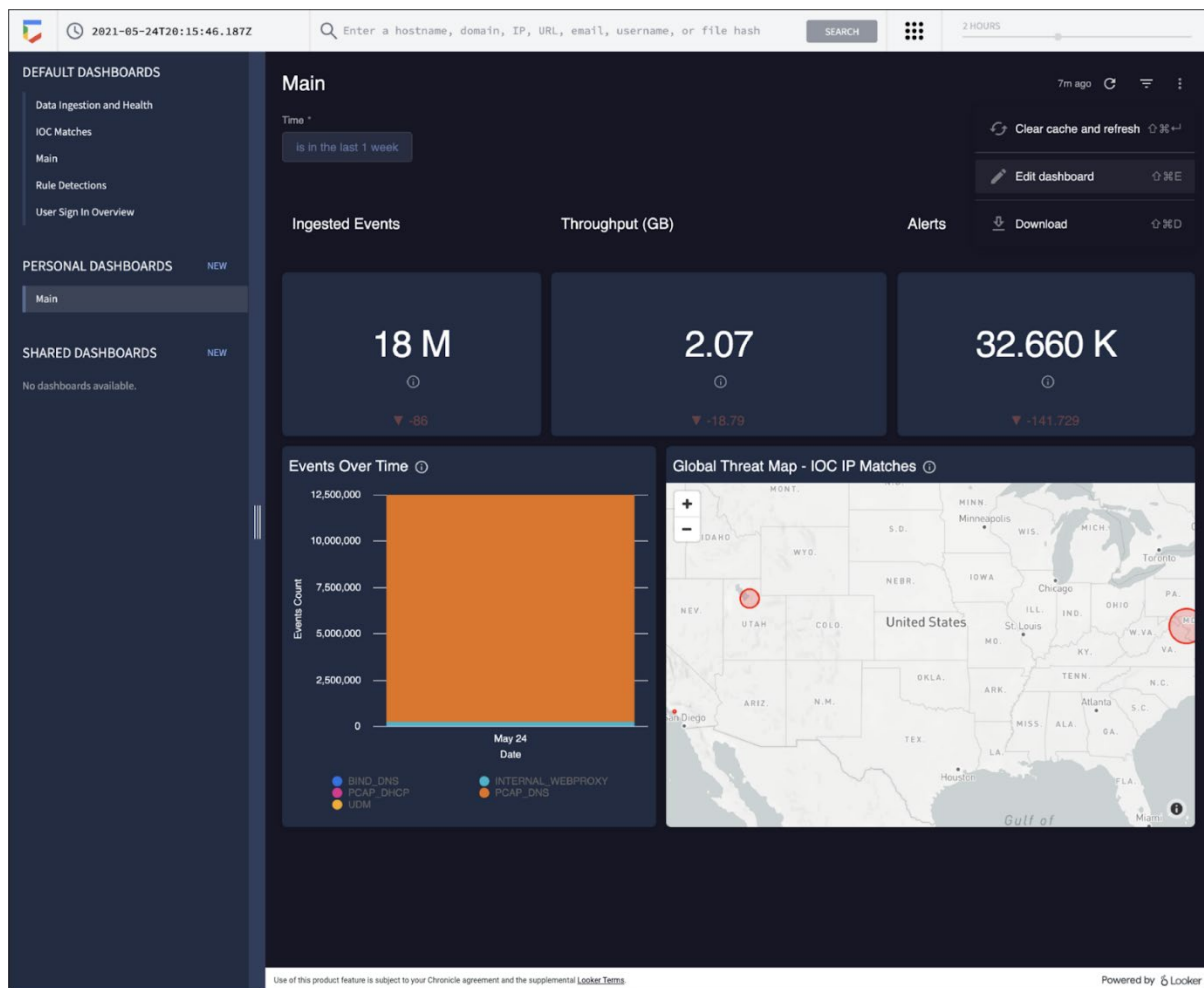 2021-05-24T20:15:46.187Z
Enter a hostname, domain, IP, URL, email, username, or file hash
SEARCH
2 HOURS
DEFAULT DASHBOARDS
Data Ingestion and Health
IOC Matches
Main
Rule Detections
User Sign In Overview
PERSONAL DASHBOARDS NEW
Main
SHARED DASHBOARDS NEW
No dashboards available.
Main
7m ago
Time *
is in the last 1 week
Clear cache and refresh ⇧⌘↵
Edit dashboard ⇧⌘E
Download ⇧⌘D
Ingested Events
Throughput (GB)
Alerts
18 M
▼ -86
2.07
▼ -18.79
32.660 K
▼ -141.729
Events Over Time
12,500,000
10,000,000
7,500,000
5,000,000
2,500,000
0
Events Count
May 24
Date
BIND_DNS
INTERNAL_WEBPROXY
PCAP_DHCP
PCAP_DNS
UDM
Global Threat Map - IOC IP Matches
+
−
MONT.
MINN.
Minneapolis
S.D.
WIS.
MICH.
IDAHO
WYO.
Toronto
NEBR.
IOWA
Chicago
PA.
NEV.
UTAH
COLO.
United States
ILL.
IND.
OHIO
St. Louis
MO.
W.VA.
VA.
KY.
OKLA.
TENN.
N.C.
ARK.
Atlanta
S.C.
ARIZ.
N.M.
San Diego
MISS.
ALA.
GA.
TEX.
LA.
Houston
FLA.
Gulf of
Miami
Use of this product feature is subject to your Chronicle agreement and the supplemental Looker Terms.
Powered by Looker